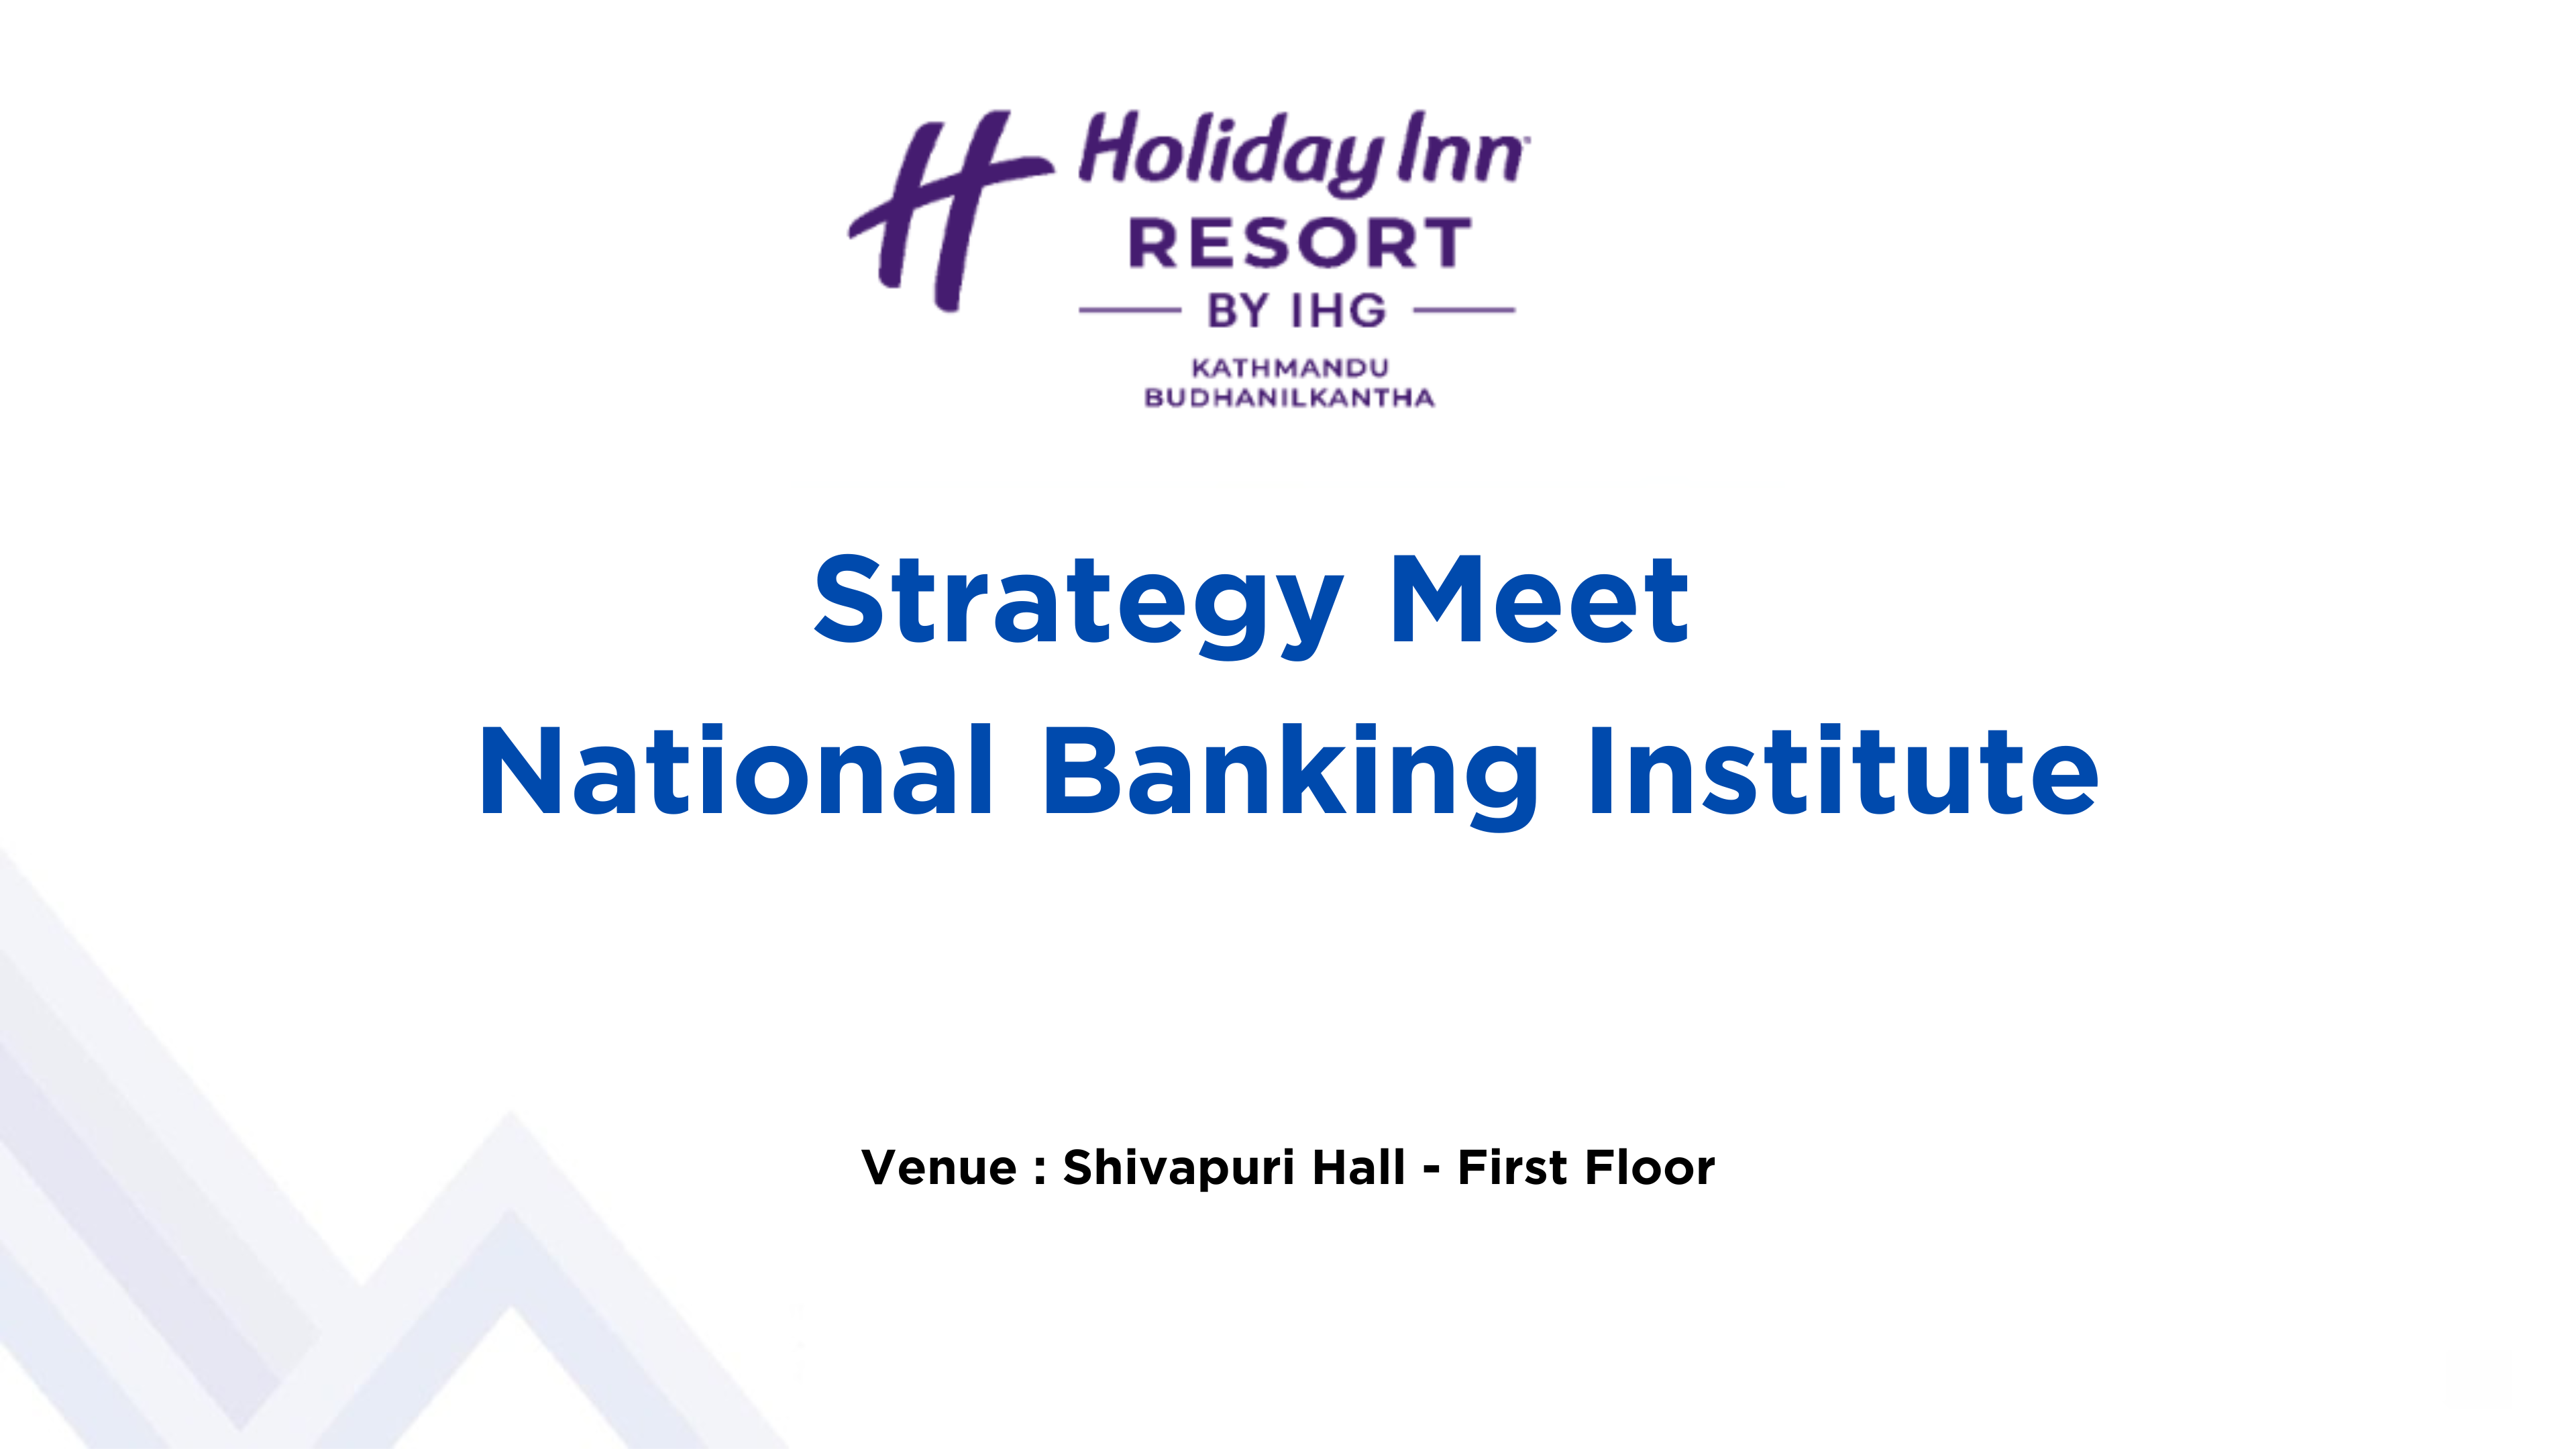 Holiday Inn
RESORT
BY IHG
KATHMANDU
BUDHANILKANTHA
Strategy Meet
National Banking Institute
Venue : Shivapuri Hall - First Floor